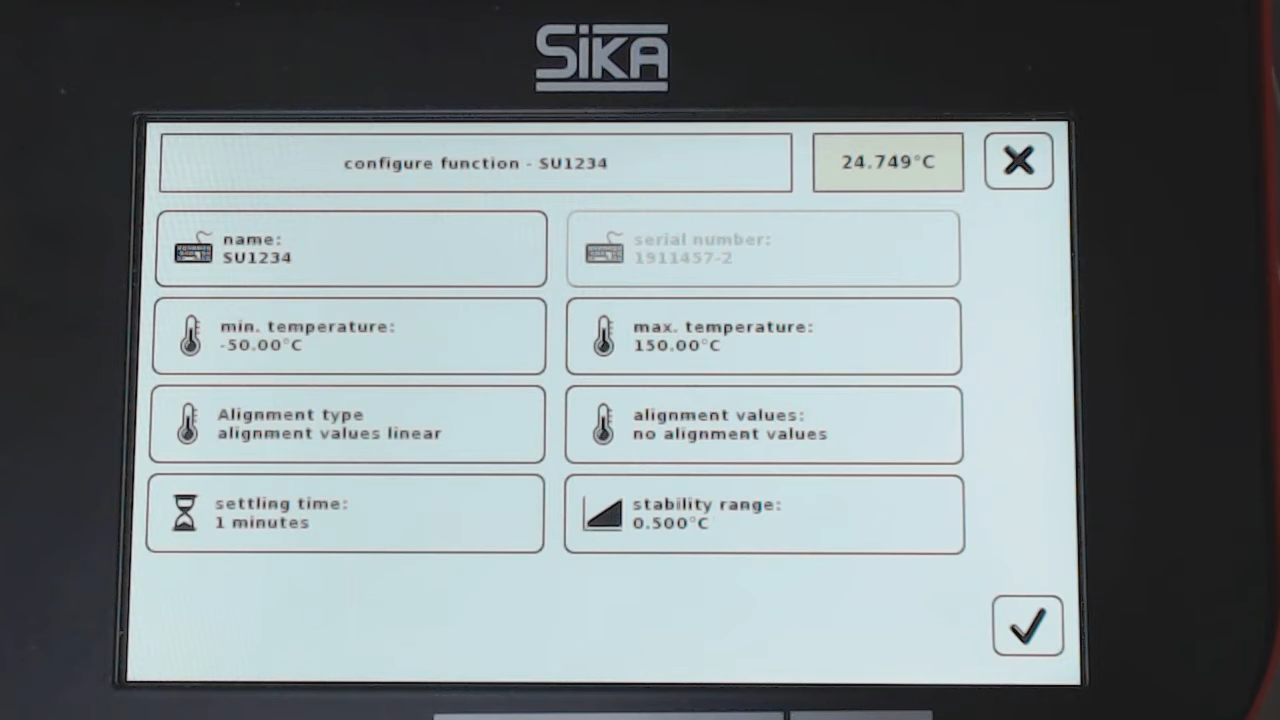 SiKA
configure function - SU1234
24.749°C
name:
SU1234
serial number:
1911457-2
min. temperature:
-50.00°C
max. temperature:
150.00°C
Alignment type
alignment values linear
alignment values:
no alignment values
settling time:
1 minutes
stability range:
0.500°C